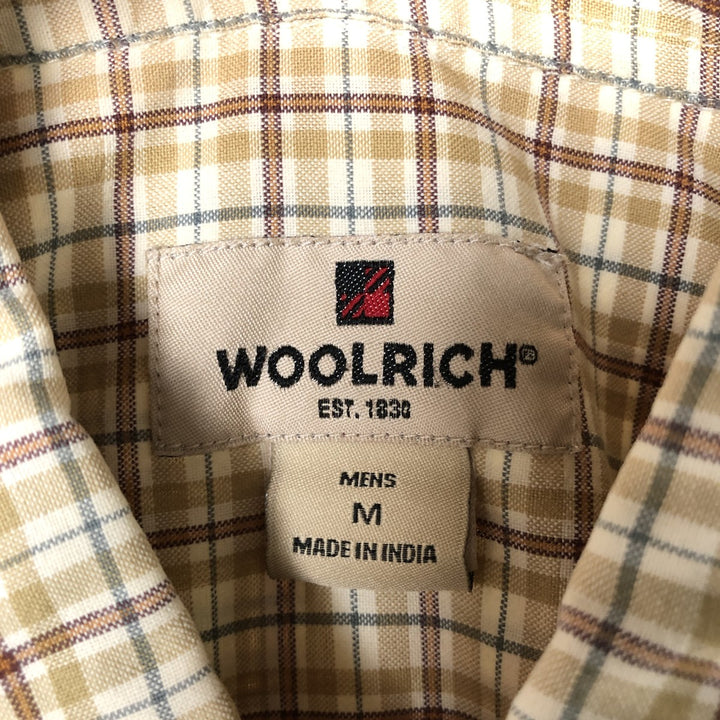 WOOLRICH®
EST. 1830
MENS
M
MADE IN INDIA